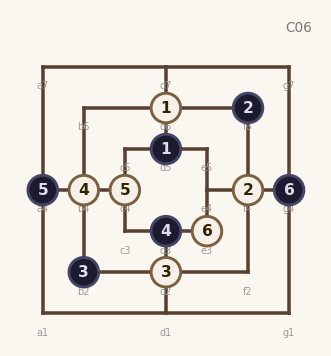 C06
a7 d7 g7
1 2
b6 d6 f6
1
c5 d5 e5
5 4 5 2 6
a4 b4 c4 e4 f4 g4
4 6
c3 d3 e3
3 3
b2 d2 f2
a1 d1 g1